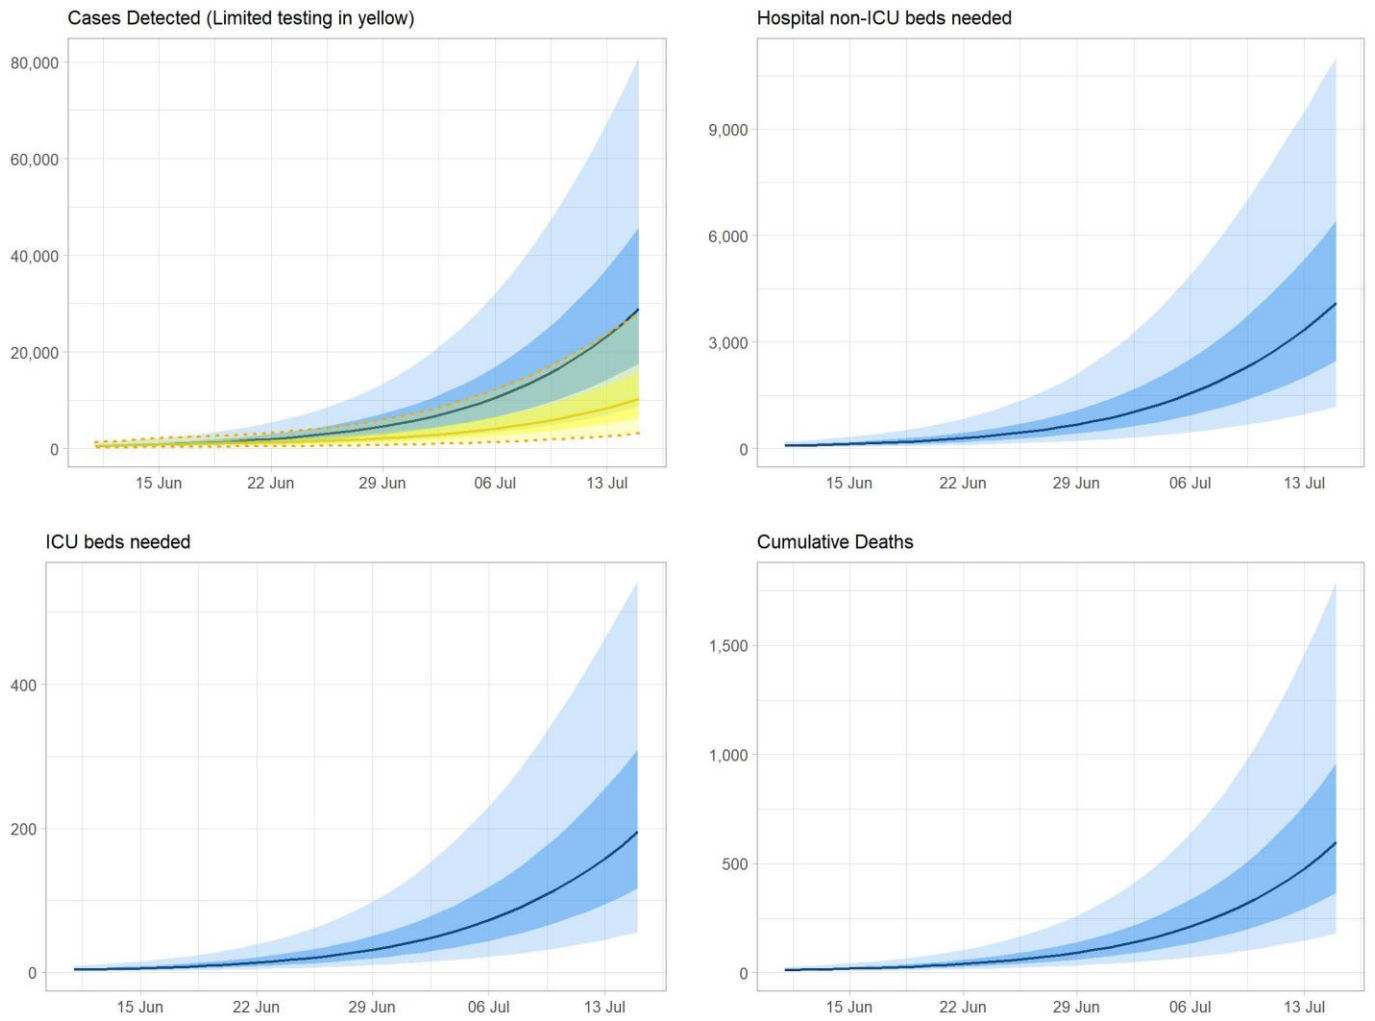 Cases Detected (Limited testing in yellow)
80,000
60,000
40,000
20,000
0
15 Jun 22 Jun 29 Jun 06 Jul 13 Jul
Hospital non-ICU beds needed
9,000
6,000
3,000
0
15 Jun 22 Jun 29 Jun 06 Jul 13 Jul
ICU beds needed
400
200
0
15 Jun 22 Jun 29 Jun 06 Jul 13 Jul
Cumulative Deaths
1,500
1,000
500
0
15 Jun 22 Jun 29 Jun 06 Jul 13 Jul